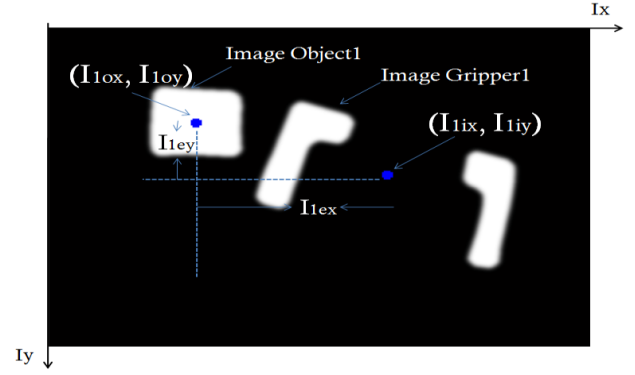 Ix
Image Object1
(I1ox, I1oy)
Image Gripper1
(I1ix, I1iy)
I1ey
I1ex
Iy